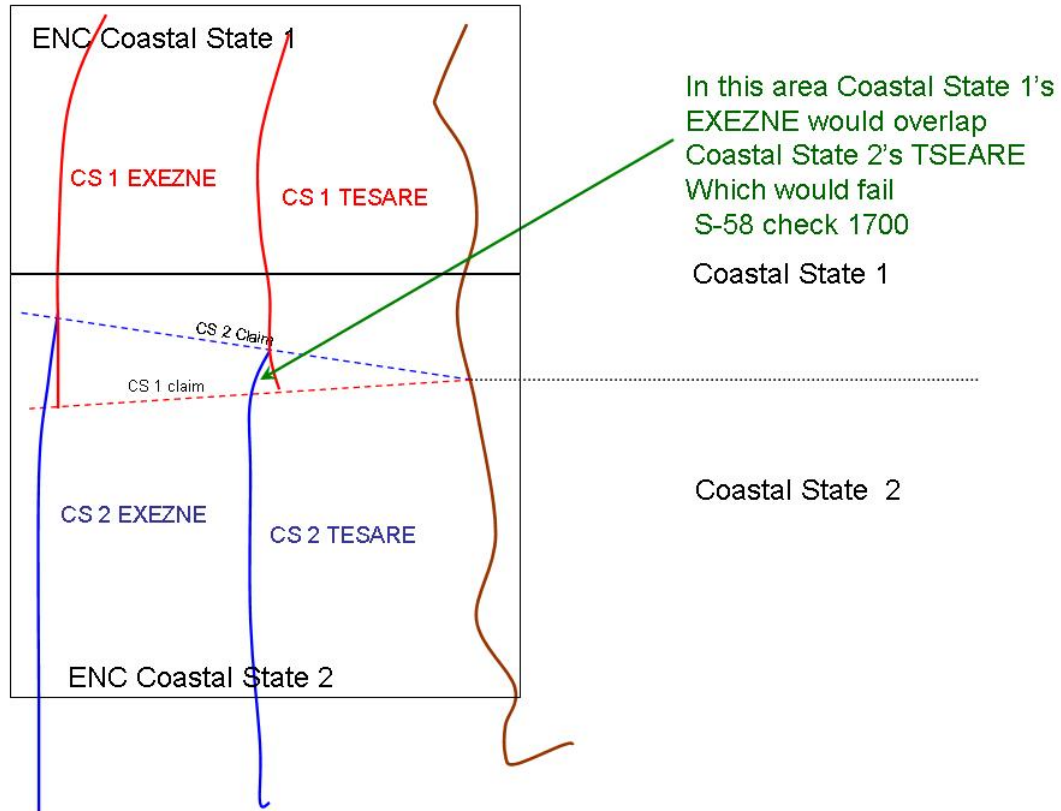 ENC Coastal State 1
In this area Coastal State 1's
EXEZNE would overlap
Coastal State 2's TSEARE
Which would fail
S-58 check 1700
CS 1 EXEZNE
CS 1 TESARE
Coastal State 1
CS 2 Claim
CS 1 claim
Coastal State 2
CS 2 EXEZNE
CS 2 TESARE
ENC Coastal State 2